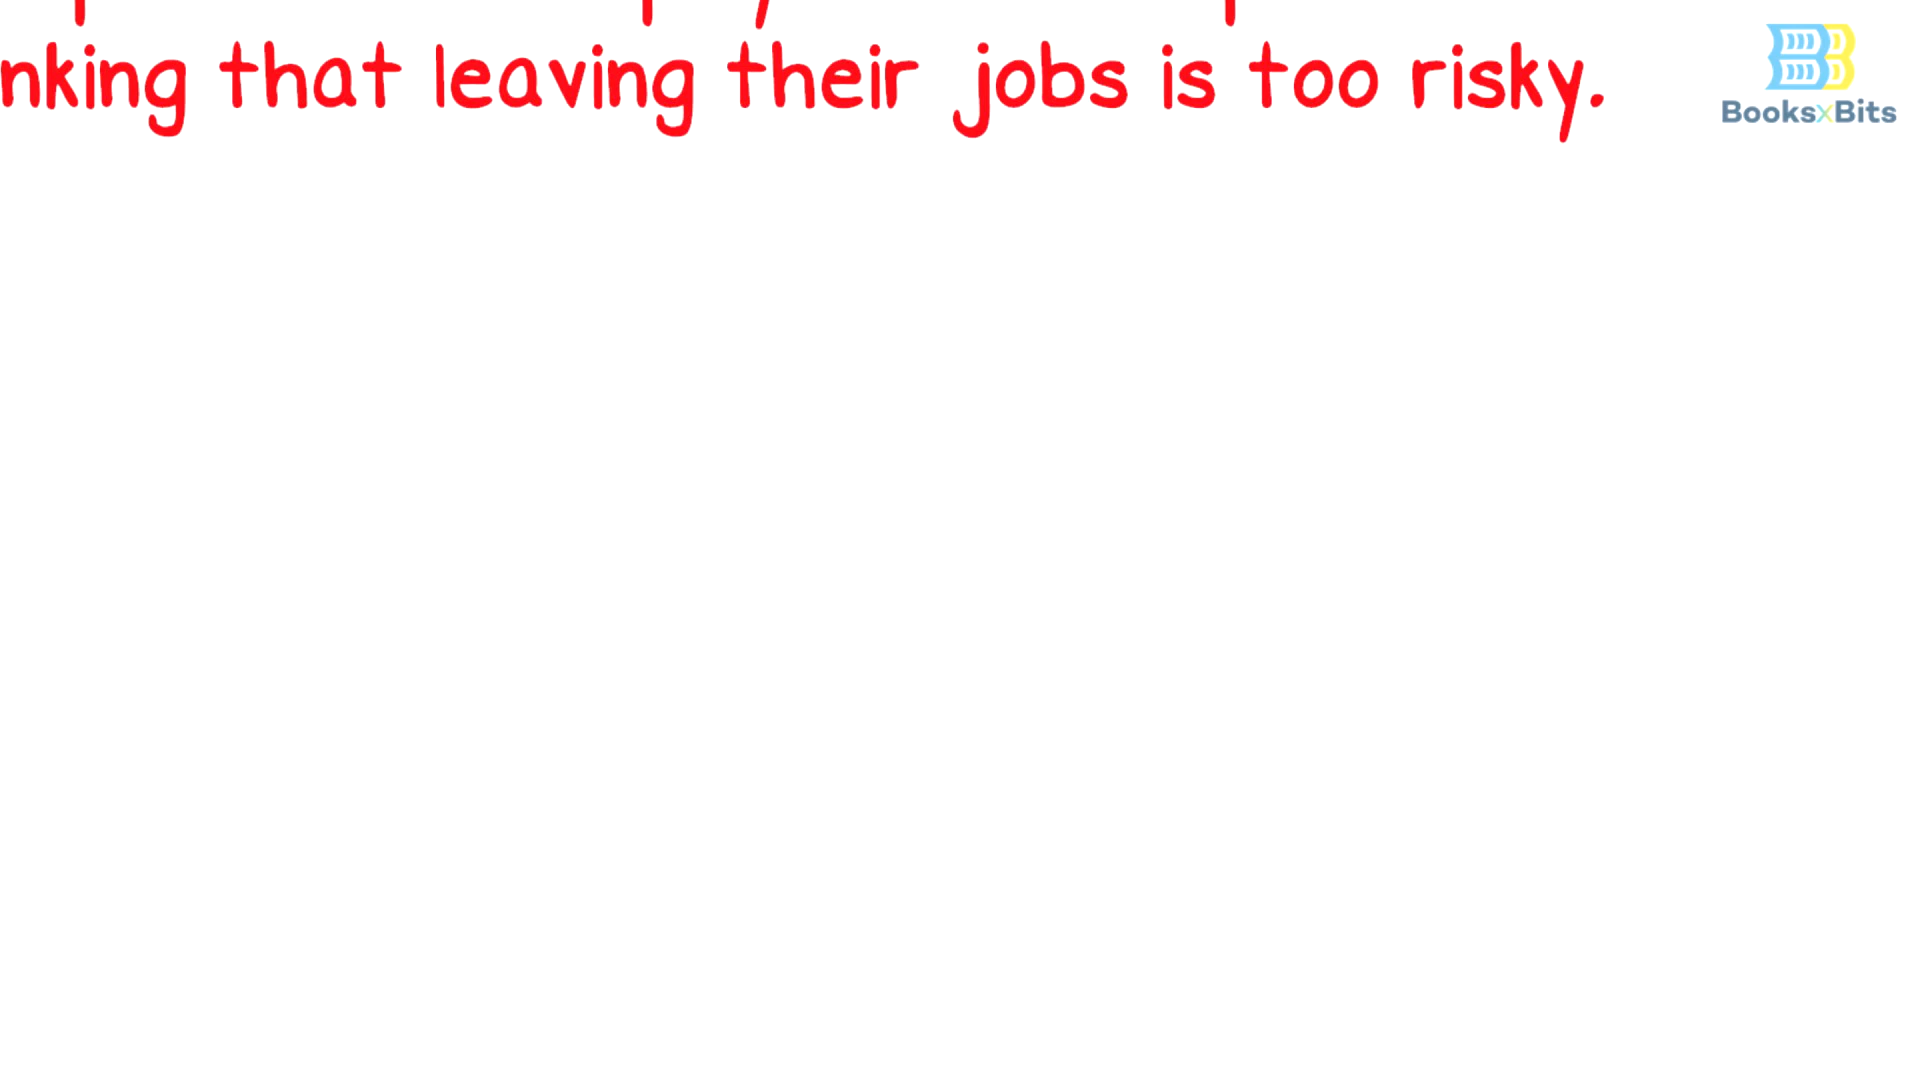 nking that leaving their jobs is too risky.
BooksxBits